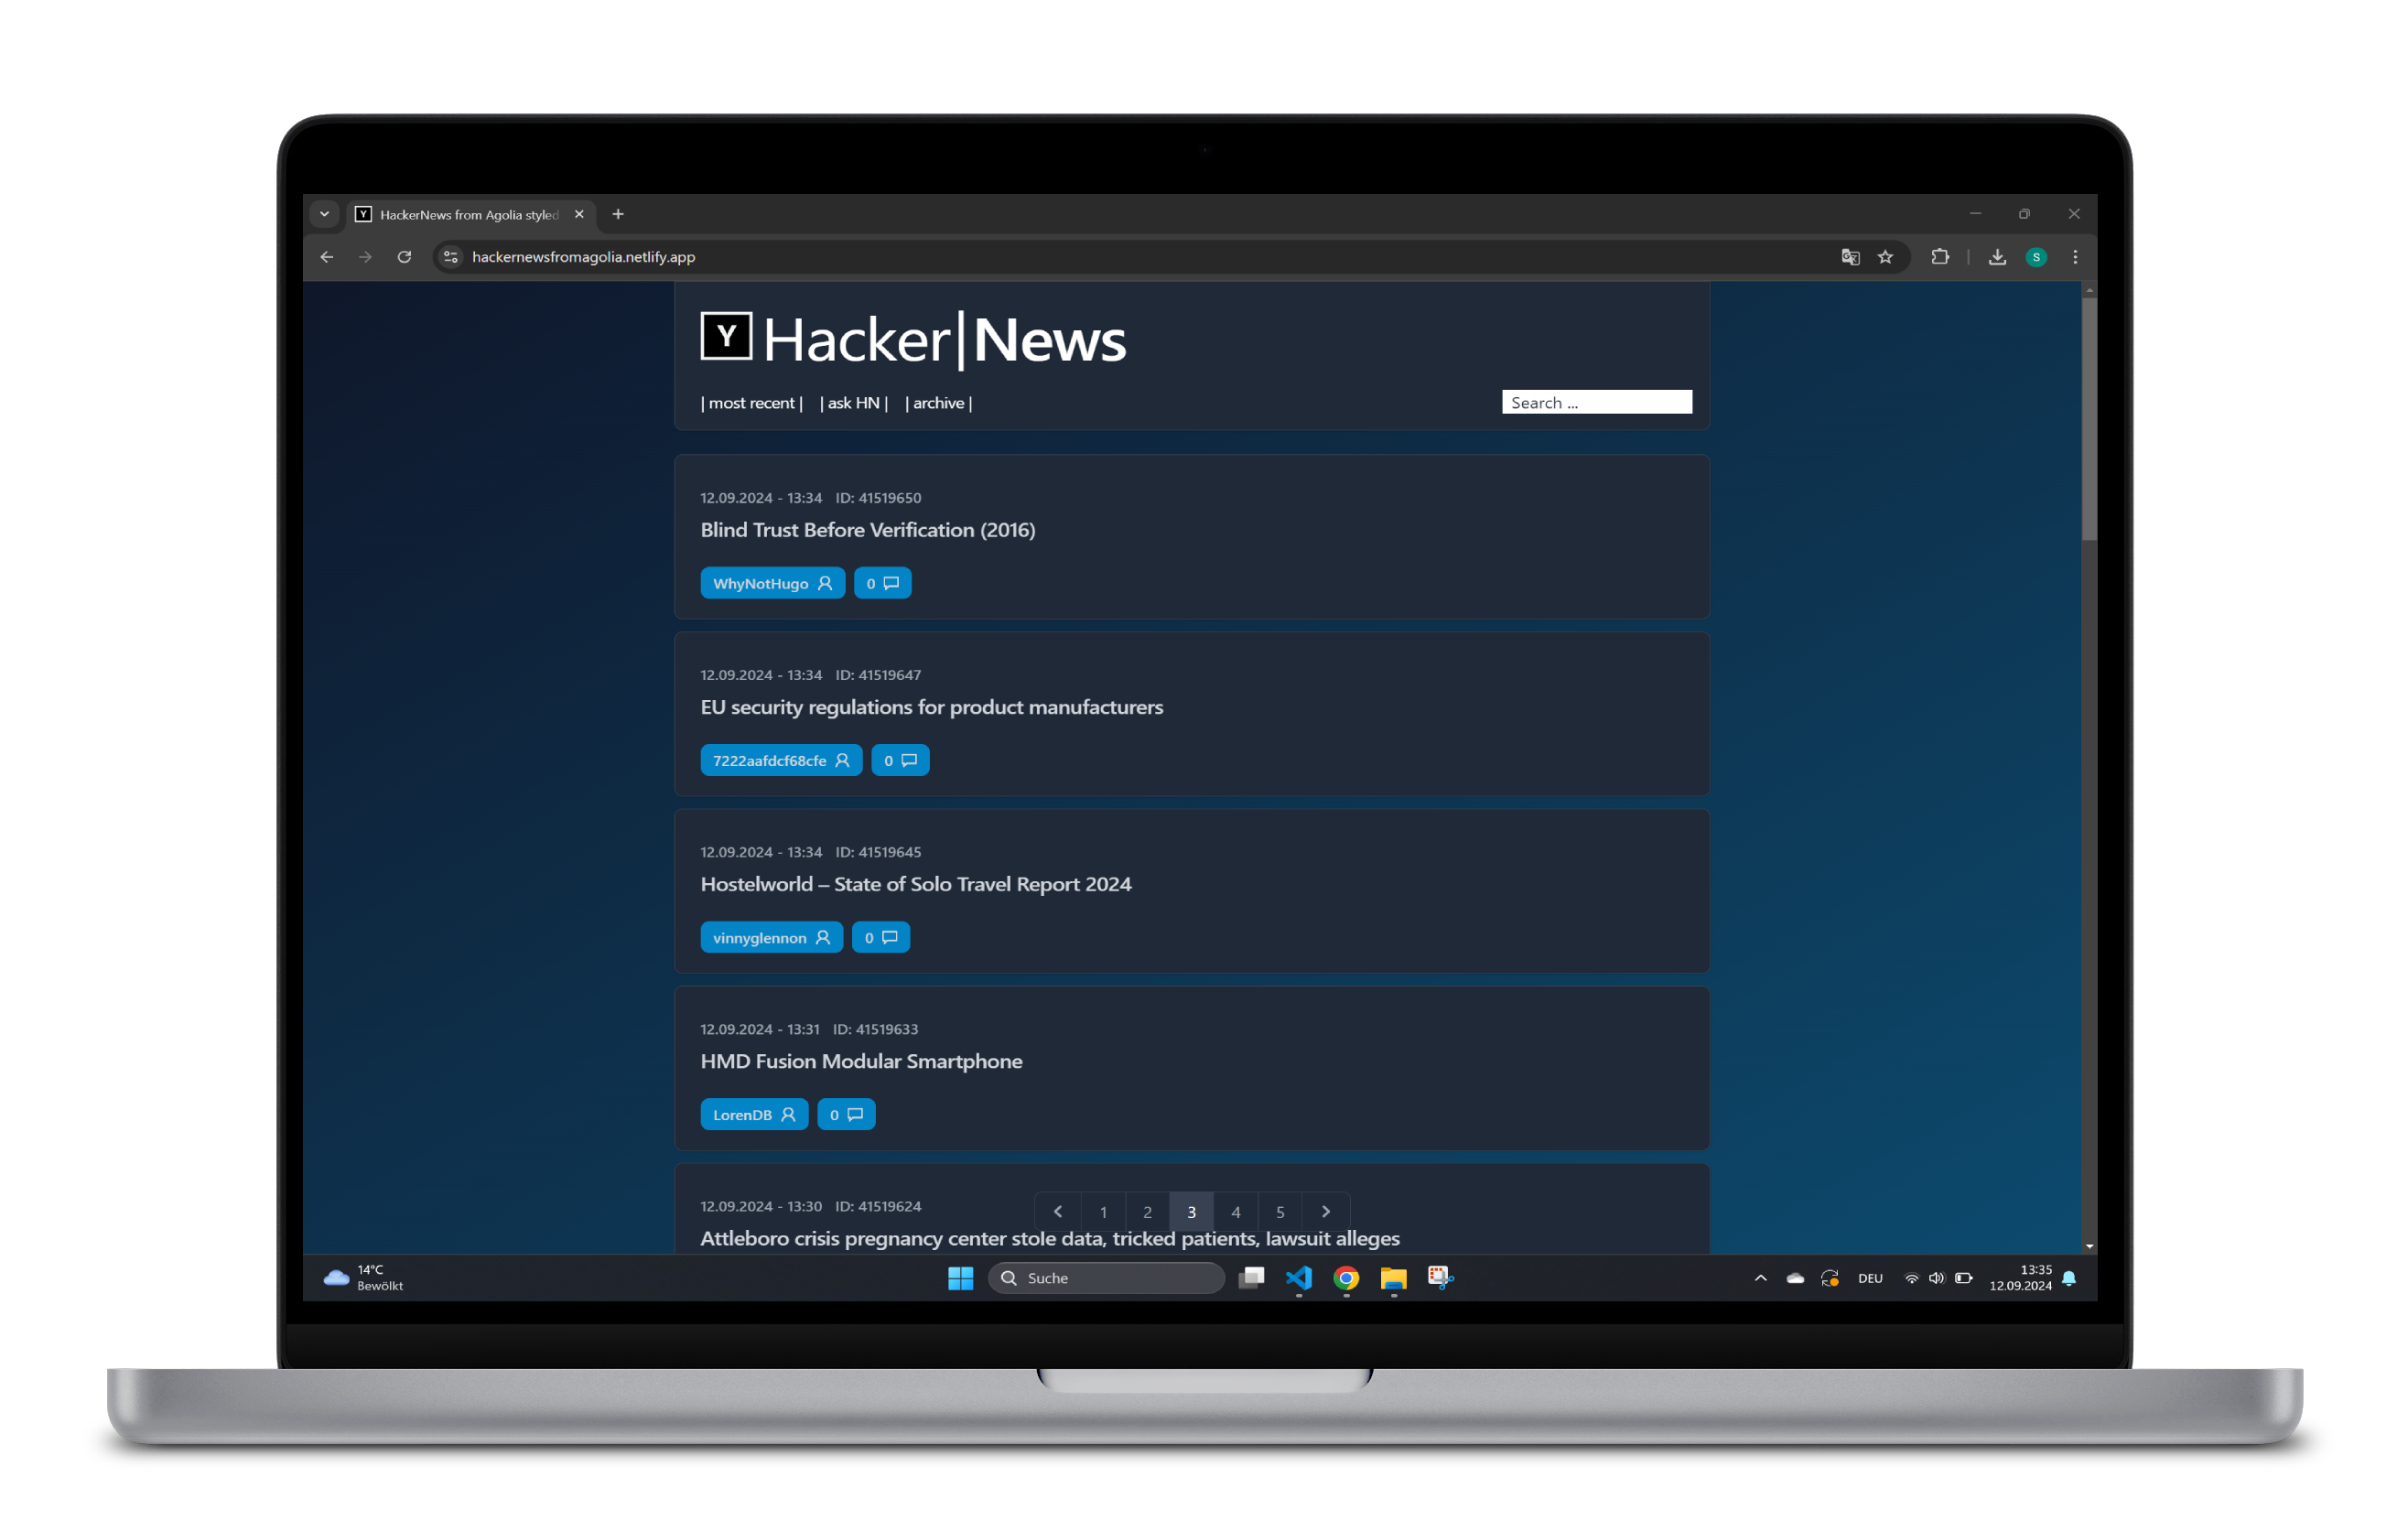 Y HackerNews from Agolia styled
hackernewsfromagolia.netlify.app
S
Y Hacker|News
| most recent | | ask HN | | archive |
Search ...
12.09.2024 - 13:34 ID: 41519650
Blind Trust Before Verification (2016)
WhyNotHugo 0
12.09.2024 - 13:34 ID: 41519647
EU security regulations for product manufacturers
7222aafdcf68cfe 0
12.09.2024 - 13:34 ID: 41519645
Hostelworld – State of Solo Travel Report 2024
vinnyglennon 0
12.09.2024 - 13:31 ID: 41519633
HMD Fusion Modular Smartphone
LorenDB 0
12.09.2024 - 13:30 ID: 41519624
1 2 3 4 5
Attleboro crisis pregnancy center stole data, tricked patients, lawsuit alleges
14°C
Bewölkt
Suche
DEU
13:35
12.09.2024